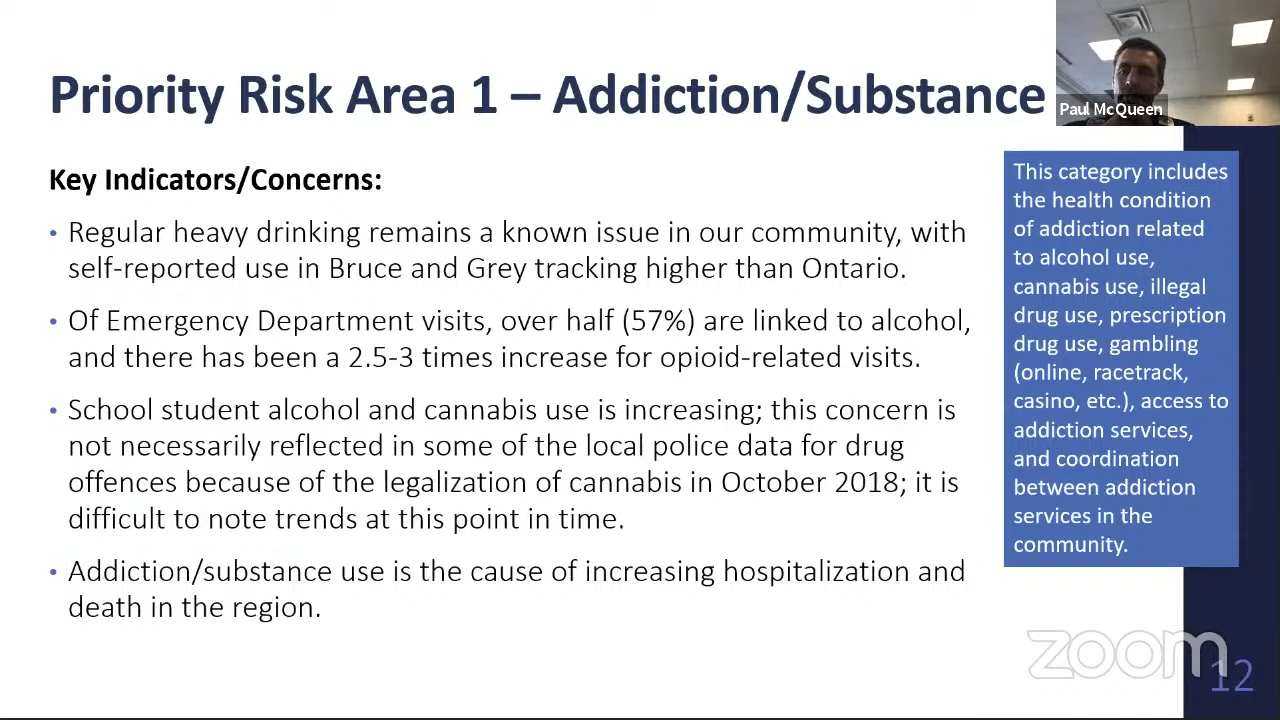 Priority Risk Area 1 – Addiction/Substance
Paul McQueen
Key Indicators/Concerns:
• Regular heavy drinking remains a known issue in our community, with
self-reported use in Bruce and Grey tracking higher than Ontario.
• Of Emergency Department visits, over half (57%) are linked to alcohol,
and there has been a 2.5-3 times increase for opioid-related visits.
• School student alcohol and cannabis use is increasing; this concern is
not necessarily reflected in some of the local police data for drug
offences because of the legalization of cannabis in October 2018; it is
difficult to note trends at this point in time.
• Addiction/substance use is the cause of increasing hospitalization and
death in the region.
This category includes
the health condition
of addiction related
to alcohol use,
cannabis use, illegal
drug use, prescription
drug use, gambling
(online, racetrack,
casino, etc.), access to
addiction services,
and coordination
between addiction
services in the
community.
zoom
12